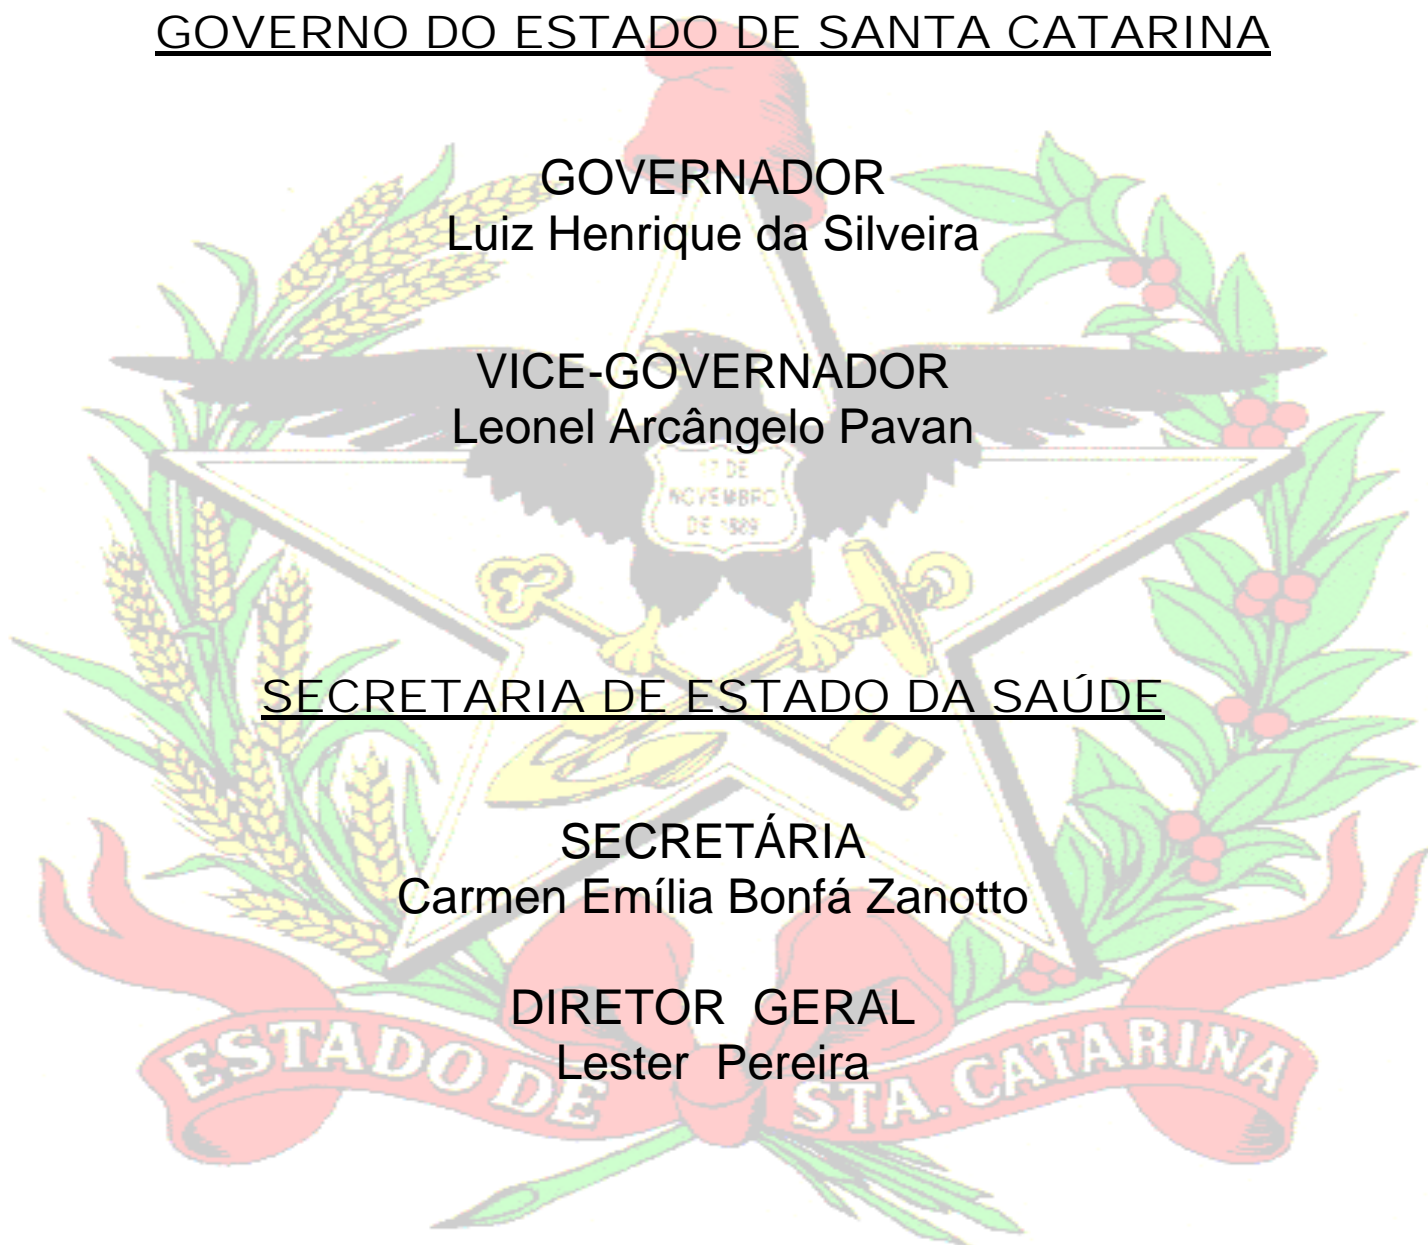 GOVERNO DO ESTADO DE SANTA CATARINA
GOVERNADOR
Luiz Henrique da Silveira
VICE-GOVERNADOR
Leonel Arcângelo Pavan
17 DE
NOVEMBRO
DE 1889
SECRETARIA DE ESTADO DA SAÚDE
SECRETÁRIA
Carmen Emília Bonfá Zanotto
DIRETOR GERAL
Lester Pereira
ESTADO DE STA. CATARINA